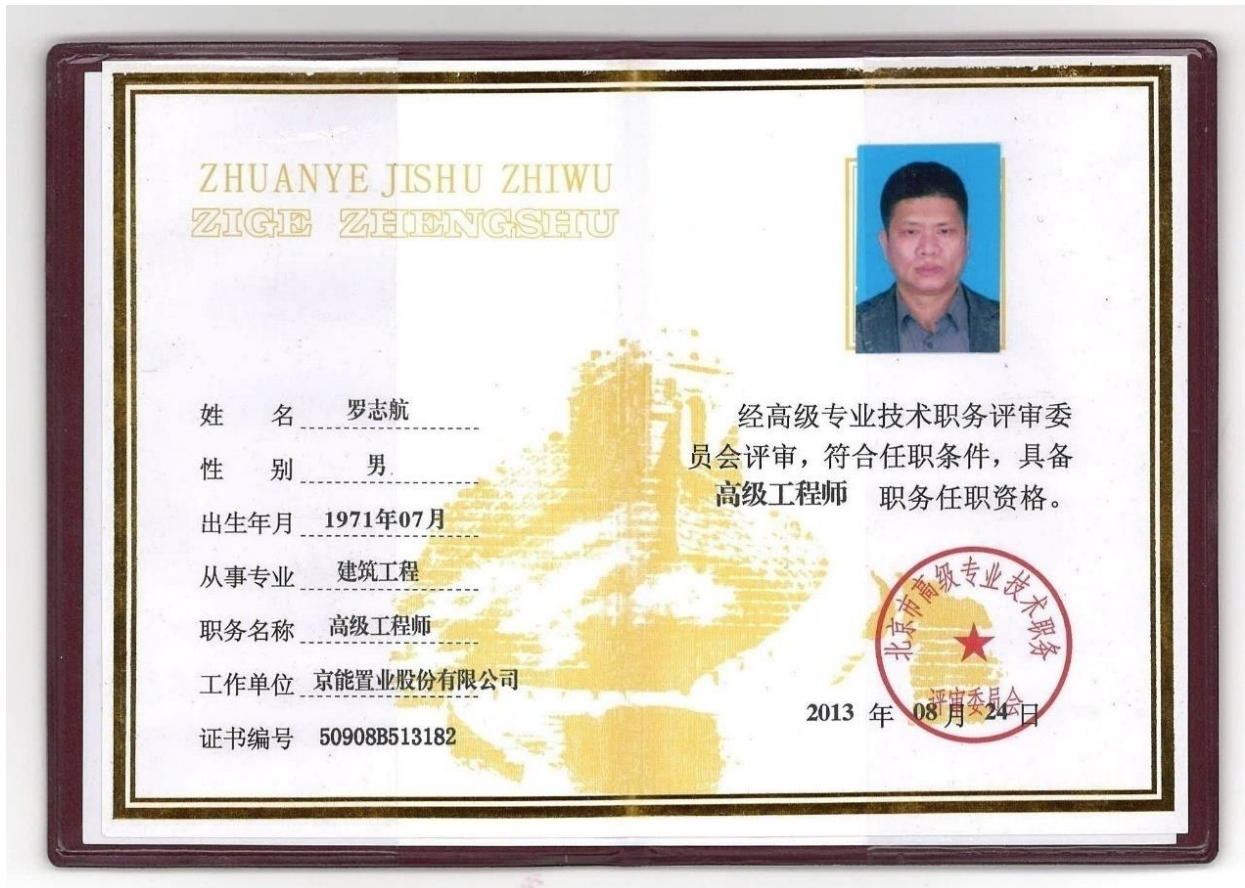 ZHUANYE JISHU ZHIWU
ZIGE ZHENGSHU
姓 名 罗志航
性 别 男
出生年月 1971年07月
从事专业 建筑工程
职务名称 高级工程师
工作单位 京能置业股份有限公司
证书编号 50908B513182
经高级专业技术职务评审委
员会评审，符合任职条件，具备
高级工程师 职务任职资格。
北京市高级专业技术职务
评审委员会
2013 年 08 月 24 日